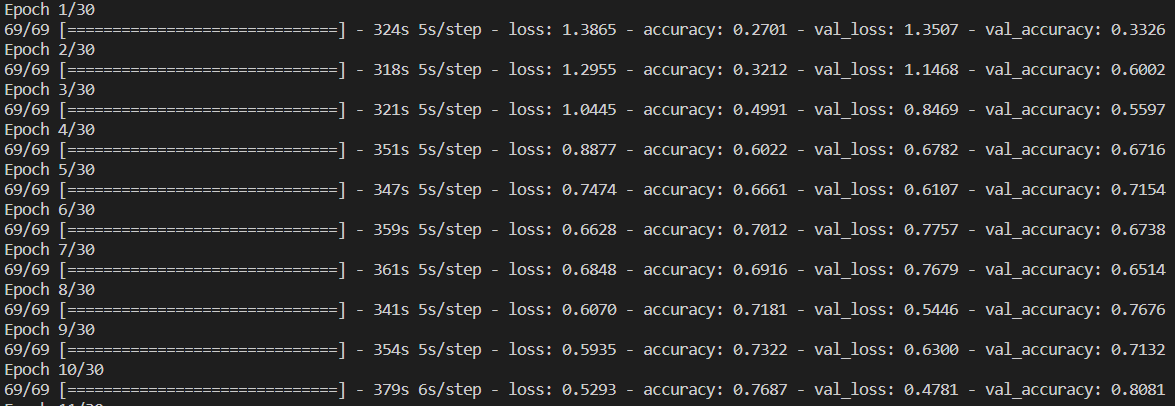 Epoch 1/30
69/69 [==============================] - 324s 5s/step - loss: 1.3865 - accuracy: 0.2701 - val_loss: 1.3507 - val_accuracy: 0.3326
Epoch 2/30
69/69 [==============================] - 318s 5s/step - loss: 1.2955 - accuracy: 0.3212 - val_loss: 1.1468 - val_accuracy: 0.6002
Epoch 3/30
69/69 [==============================] - 321s 5s/step - loss: 1.0445 - accuracy: 0.4991 - val_loss: 0.8469 - val_accuracy: 0.5597
Epoch 4/30
69/69 [==============================] - 351s 5s/step - loss: 0.8877 - accuracy: 0.6022 - val_loss: 0.6782 - val_accuracy: 0.6716
Epoch 5/30
69/69 [==============================] - 347s 5s/step - loss: 0.7474 - accuracy: 0.6661 - val_loss: 0.6107 - val_accuracy: 0.7154
Epoch 6/30
69/69 [==============================] - 359s 5s/step - loss: 0.6628 - accuracy: 0.7012 - val_loss: 0.7757 - val_accuracy: 0.6738
Epoch 7/30
69/69 [==============================] - 361s 5s/step - loss: 0.6848 - accuracy: 0.6916 - val_loss: 0.7679 - val_accuracy: 0.6514
Epoch 8/30
69/69 [==============================] - 341s 5s/step - loss: 0.6070 - accuracy: 0.7181 - val_loss: 0.5446 - val_accuracy: 0.7676
Epoch 9/30
69/69 [==============================] - 354s 5s/step - loss: 0.5935 - accuracy: 0.7322 - val_loss: 0.6300 - val_accuracy: 0.7132
Epoch 10/30
69/69 [==============================] - 379s 6s/step - loss: 0.5293 - accuracy: 0.7687 - val_loss: 0.4781 - val_accuracy: 0.8081